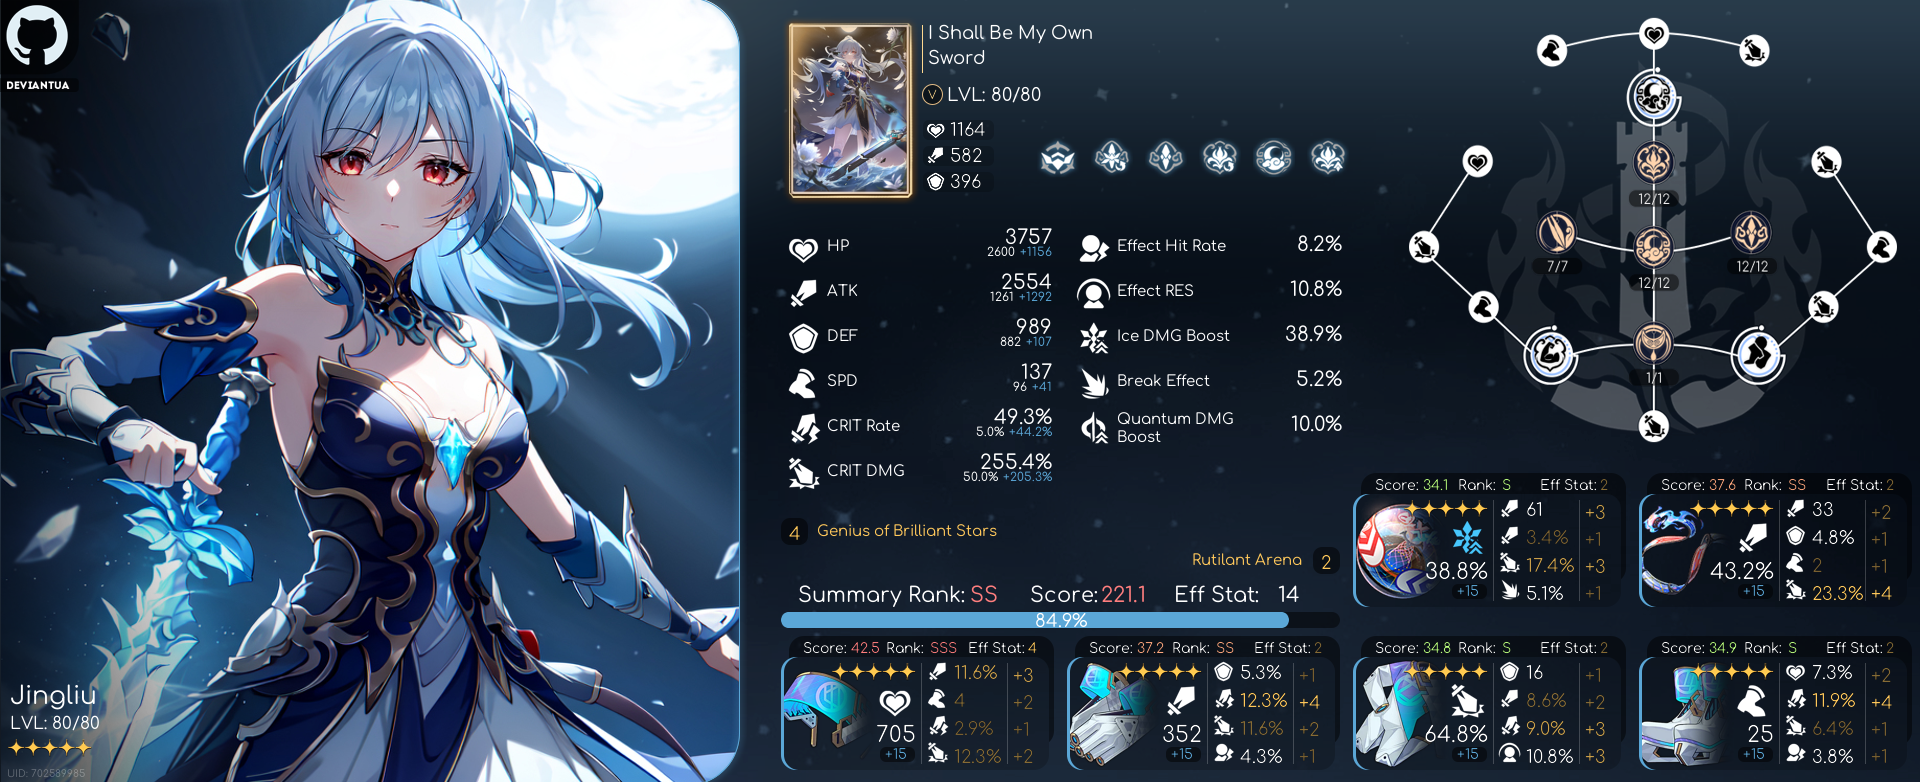 DEVIANTUA
Jingliu
LVL: 80/80
UID: 702589985
I Shall Be My Own
Sword
V LVL: 80/80
1164
582
396
HP 3757
2600 +1156
ATK 2554
1261 +1292
DEF 989
882 +107
SPD 137
96 +41
CRIT Rate 49.3%
5.0% +44.2%
CRIT DMG 255.4%
50.0% +205.3%
Effect Hit Rate 8.2%
Effect RES 10.8%
Ice DMG Boost 38.9%
Break Effect 5.2%
Quantum DMG
Boost 10.0%
4 Genius of Brilliant Stars
Rutilant Arena 2
Summary Rank: SS Score: 221.1 Eff Stat: 14
84.9%
12/12
7/7
12/12
12/12
1/1
Score: 34.1 Rank: S Eff Stat: 2
38.8%
+15
61 +3
3.4% +1
17.4% +3
5.1% +1
Score: 37.6 Rank: SS Eff Stat: 2
43.2%
+15
33 +2
4.8% +1
2 +1
23.3% +4
Score: 42.5 Rank: SSS Eff Stat: 4
705
+15
11.6% +3
4 +2
2.9% +1
12.3% +2
Score: 37.2 Rank: SS Eff Stat: 2
352
+15
5.3% +1
12.3% +4
11.6% +2
4.3% +1
Score: 34.8 Rank: S Eff Stat: 2
64.8%
+15
16 +1
8.6% +2
9.0% +3
10.8% +3
Score: 34.9 Rank: S Eff Stat: 2
25
+15
7.3% +2
11.9% +4
6.4% +1
3.8% +1